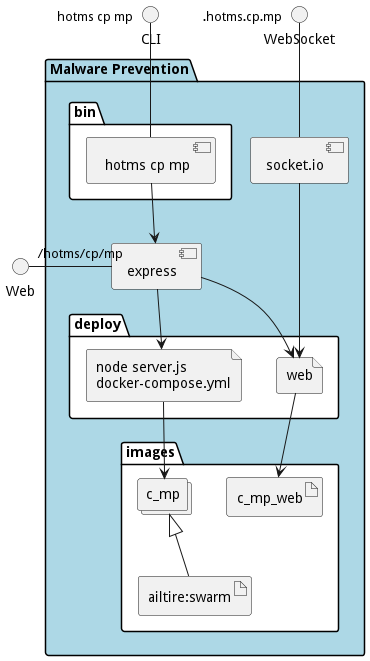 hotms cp mp
.hotms.cp.mp
CLI
WebSocket
Malware Prevention
bin
hotms cp mp
socket.io
/hotms/cp/mp
express
Web
deploy
node server.js
docker-compose.yml
web
images
c_mp
c_mp_web
ailtire:swarm